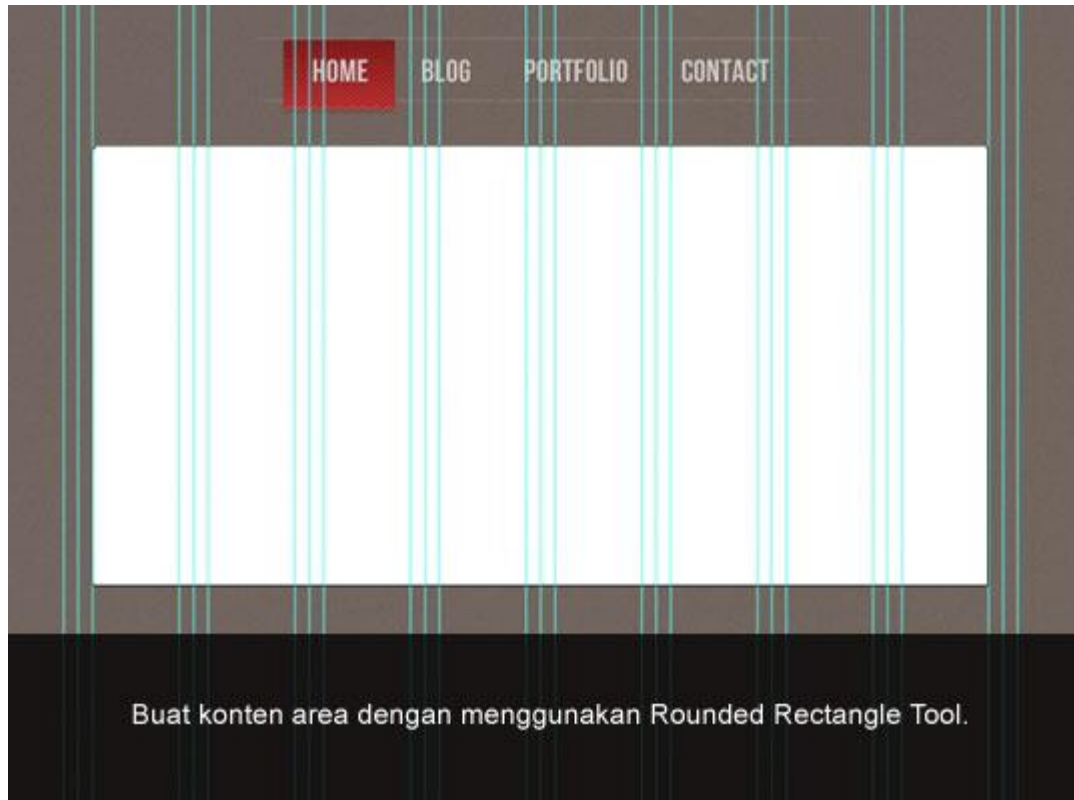 HOME BLOG PORTFOLIO CONTACT
Buat konten area dengan menggunakan Rounded Rectangle Tool.